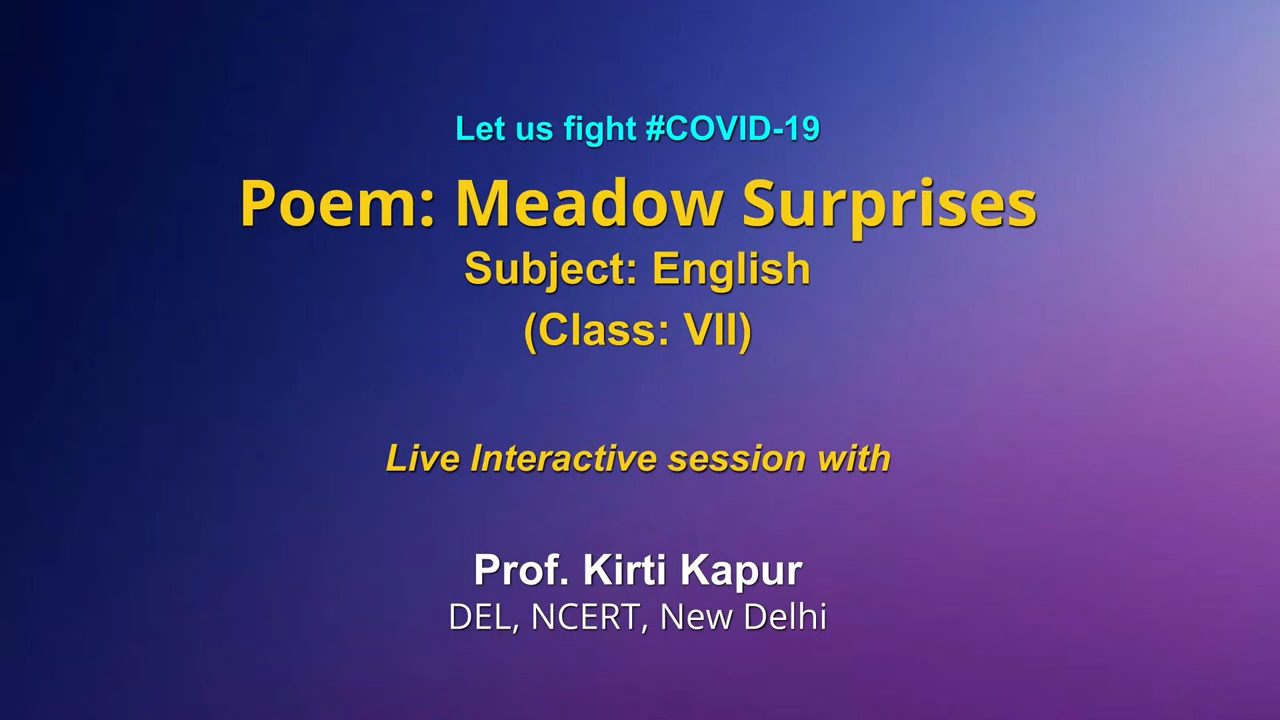 Let us fight #COVID-19
Poem: Meadow Surprises
Subject: English
(Class: VII)
Live Interactive session with
Prof. Kirti Kapur
DEL, NCERT, New Delhi